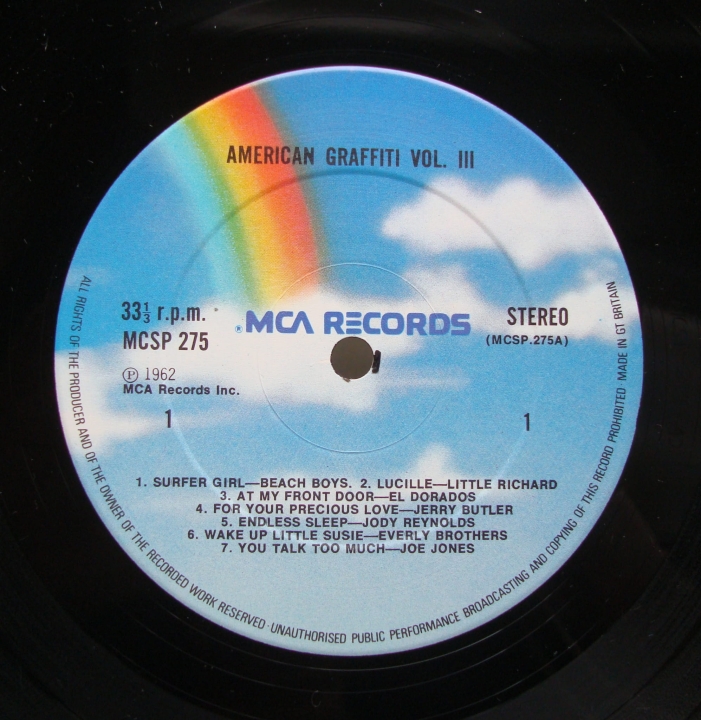 AMERICAN GRAFFITI VOL. III
33⅓ r.p.m.
MCSP 275
MCA RECORDS
STEREO
(MCSP.275A)
Ⓟ 1962
MCA Records Inc.
1
1
1. SURFER GIRL—BEACH BOYS. 2. LUCILLE—LITTLE RICHARD
3. AT MY FRONT DOOR—EL DORADOS
4. FOR YOUR PRECIOUS LOVE—JERRY BUTLER
5. ENDLESS SLEEP—JODY REYNOLDS
6. WAKE UP LITTLE SUSIE—EVERLY BROTHERS
7. YOU TALK TOO MUCH—JOE JONES
ALL RIGHTS OF THE PRODUCER AND OF THE OWNER OF THE RECORDED WORK RESERVED·UNAUTHORISED PUBLIC PERFORMANCE BROADCASTING AND COPYING OF THIS RECORD PROHIBITED MADE IN GT BRITAIN